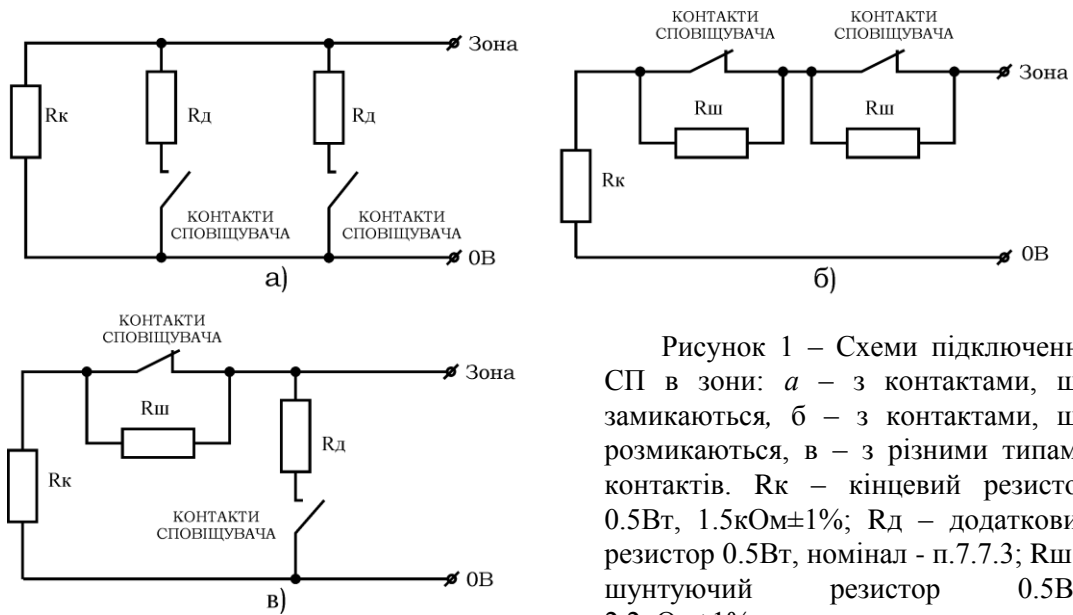 КОНТАКТИ
СПОВІЩУВАЧА
КОНТАКТИ
СПОВІЩУВАЧА
Зона
Rк
Rд
Rд
КОНТАКТИ
СПОВІЩУВАЧА
КОНТАКТИ
СПОВІЩУВАЧА
0В
а)
Зона
Rш
Rш
Rк
0В
б)
КОНТАКТИ
СПОВІЩУВАЧА
Зона
Rш
Rд
Rк
КОНТАКТИ
СПОВІЩУВАЧА
0В
в)
Рисунок 1 – Схеми підключенн
СП в зони: а – з контактами, щ
замикаються, б – з контактами, щ
розмикаються, в – з різними типам
контактів. Rк – кінцевий резисто
0.5Вт, 1.5кОм±1%; Rд – додаткови
резистор 0.5Вт, номінал - п.7.7.3; Rш
шунтуючий резистор 0.5В